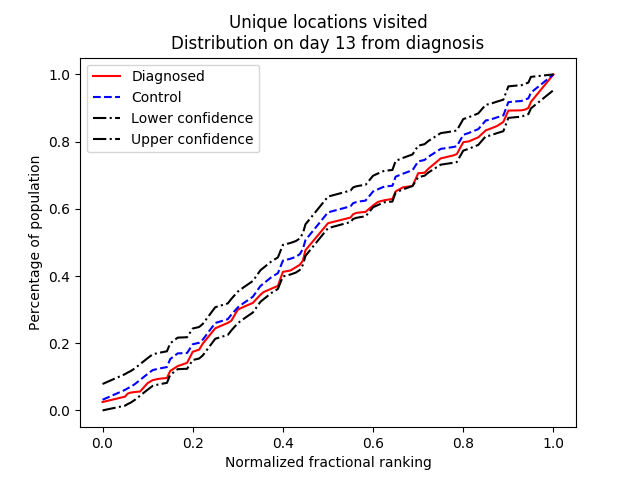 Unique locations visited
Distribution on day 13 from diagnosis
Diagnosed
Control
Lower confidence
Upper confidence
Percentage of population
1.0
0.8
0.6
0.4
0.2
0.0
0.0 0.2 0.4 0.6 0.8 1.0
Normalized fractional ranking